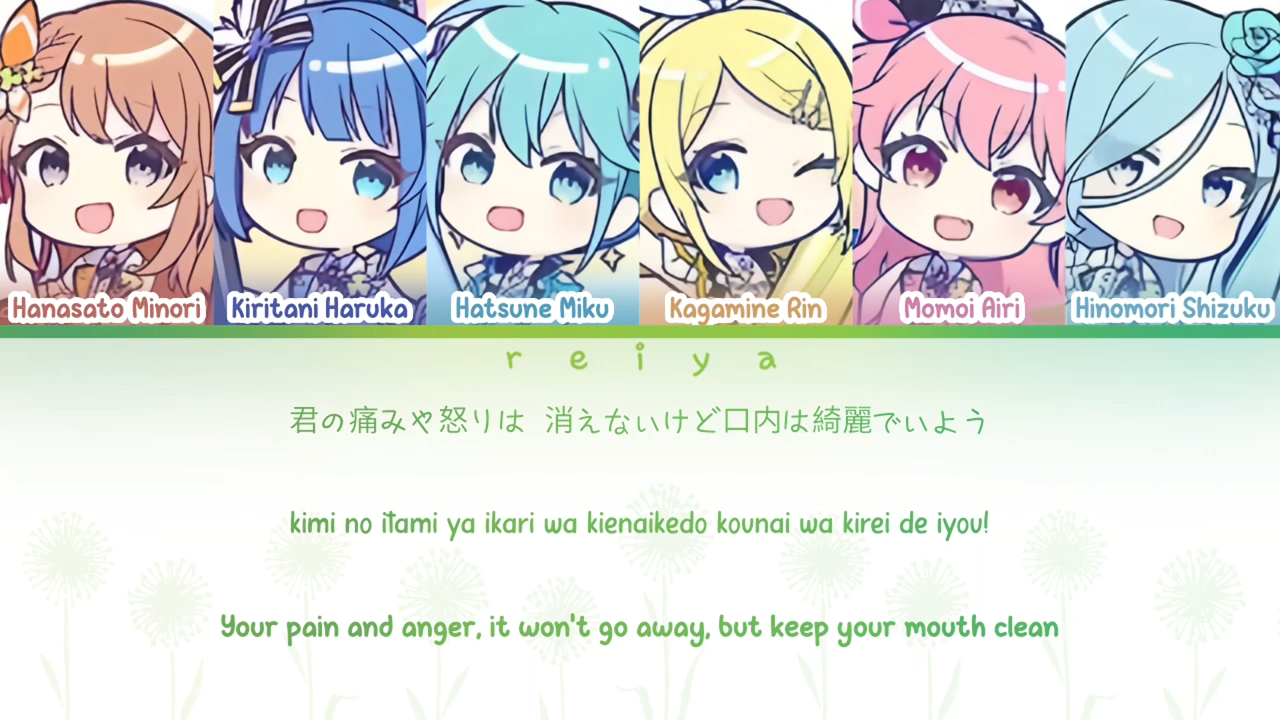 Hanasato Minori Kiritani Haruka Hatsune Miku Kagamine Rin Momoi Airi Hinomori Shizuku
reiya
君の痛みや怒りは 消えないけど口内は綺麗でいよう
kimi no itami ya ikari wa kienaikedo kounai wa kirei de iyou!
Your pain and anger, it won't go away, but keep your mouth clean